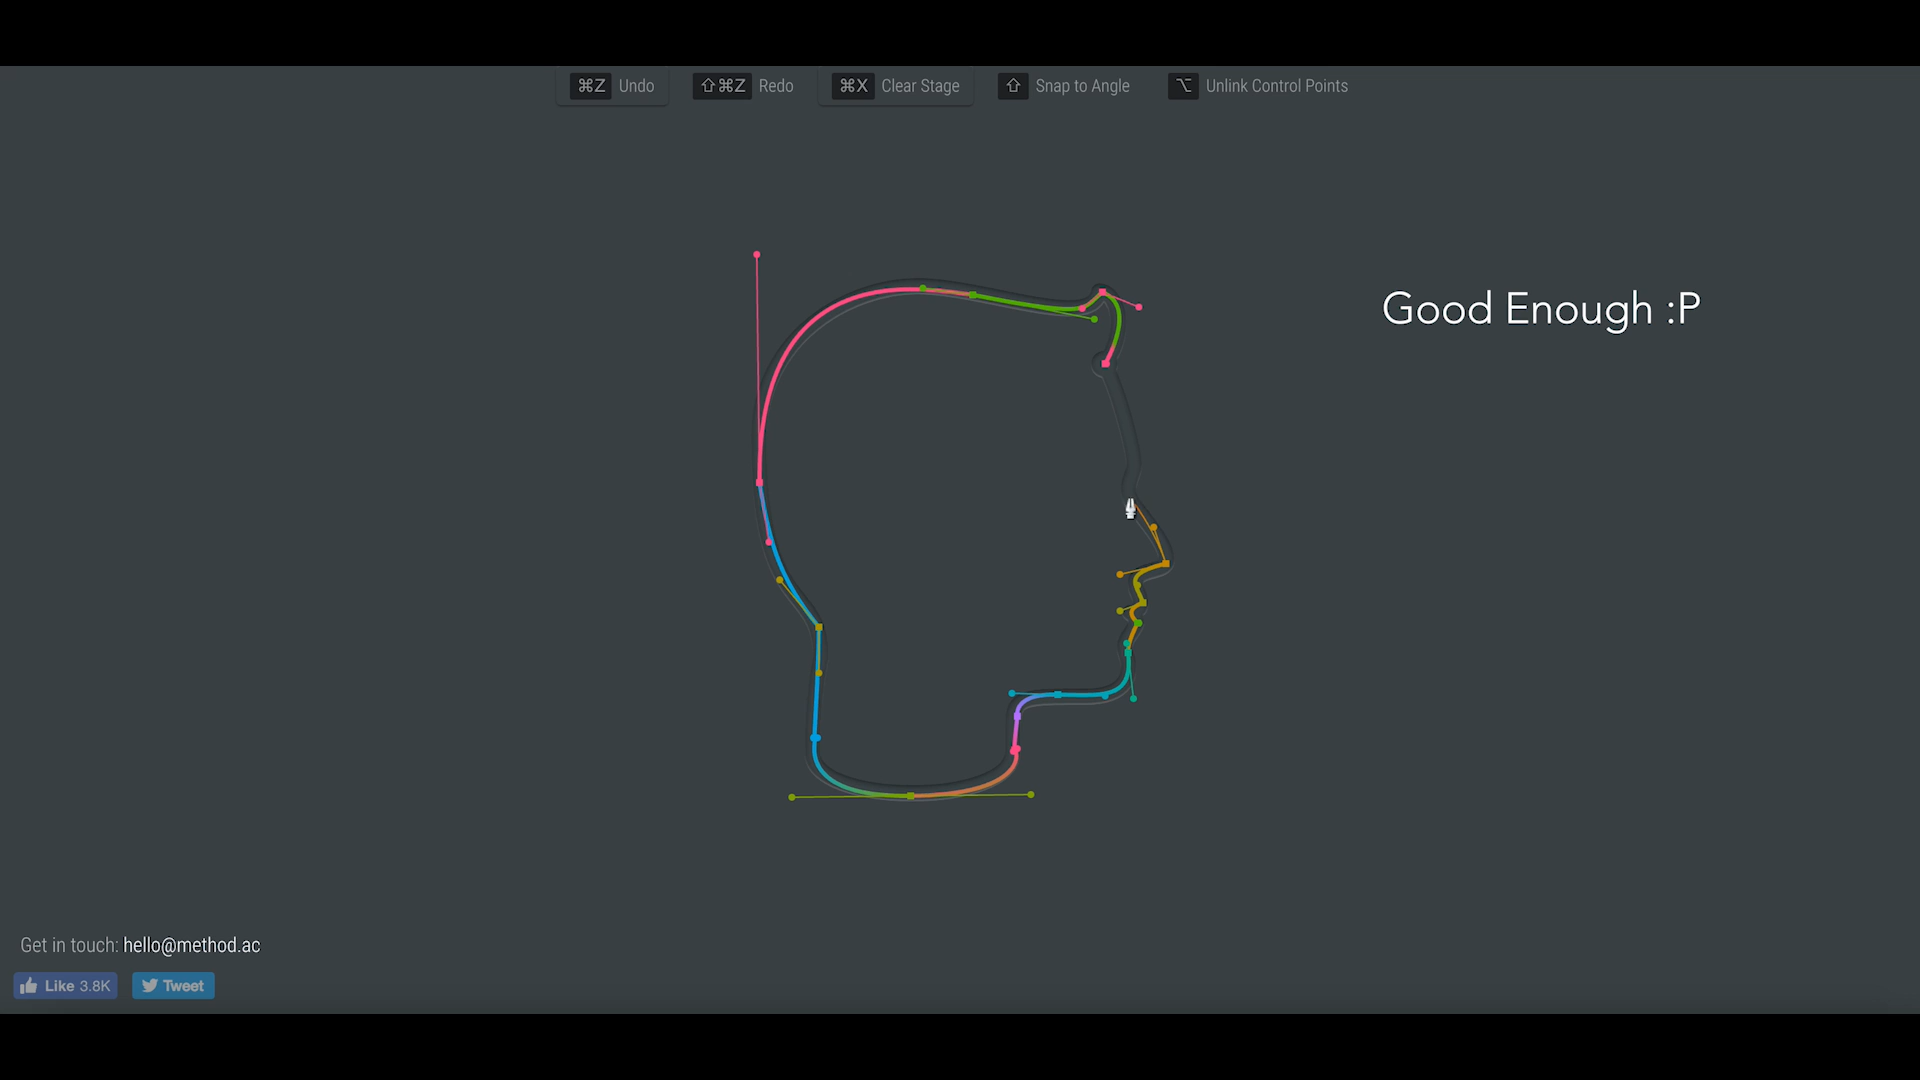 ⌘Z Undo ⇧⌘Z Redo ⌘X Clear Stage ⇧ Snap to Angle ⌥ Unlink Control Points
Good Enough :P
Get in touch: hello@method.ac
Like 3.8K Tweet